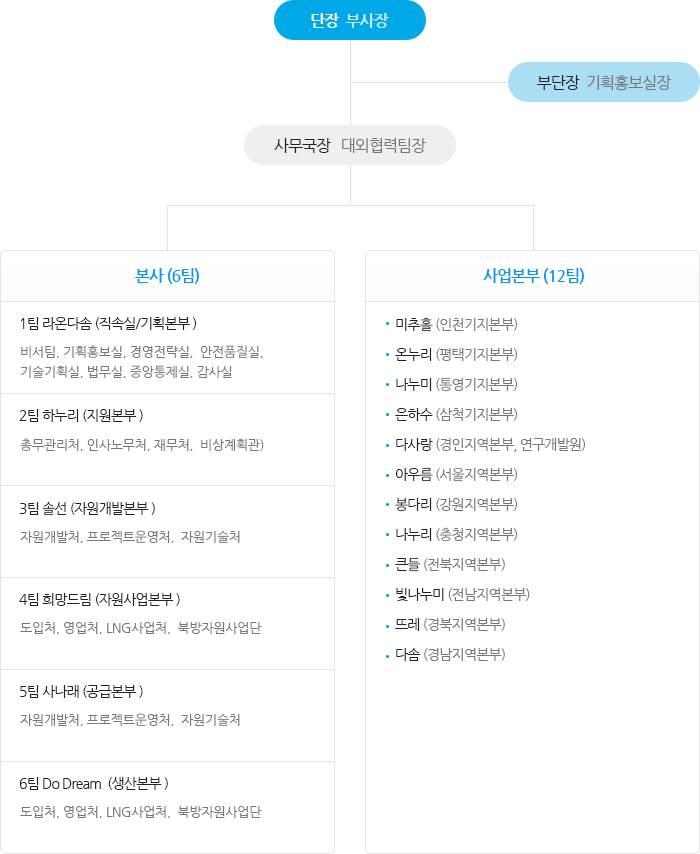 단장 부사장
부단장 기획홍보실장
사무국장 대외협력팀장
본사 (6팀)
1팀 라온다솜 (직속실/기획본부 )
비서팀, 기획홍보실, 경영전략실, 안전품질실,
기술기획실, 법무실, 중앙통제실, 감사실
2팀 하누리 (지원본부 )
총무관리처, 인사노무처, 재무처, 비상계획관)
3팀 솔선 (자원개발본부 )
자원개발처, 프로젝트운영처, 자원기술처
4팀 희망드림 (자원사업본부 )
도입처, 영업처, LNG사업처, 북방자원사업단
5팀 사나래 (공급본부 )
자원개발처, 프로젝트운영처, 자원기술처
6팀 Do Dream (생산본부 )
도입처, 영업처, LNG사업처, 북방자원사업단
사업본부 (12팀)
• 미추홀 (인천기지본부)
• 온누리 (평택기지본부)
• 나누미 (통영기지본부)
• 은하수 (삼척기지본부)
• 다사랑 (경인지역본부, 연구개발원)
• 아우름 (서울지역본부)
• 봉다리 (강원지역본부)
• 나누리 (충청지역본부)
• 큰들 (전북지역본부)
• 빛나누미 (전남지역본부)
• 뜨레 (경북지역본부)
• 다솜 (경남지역본부)